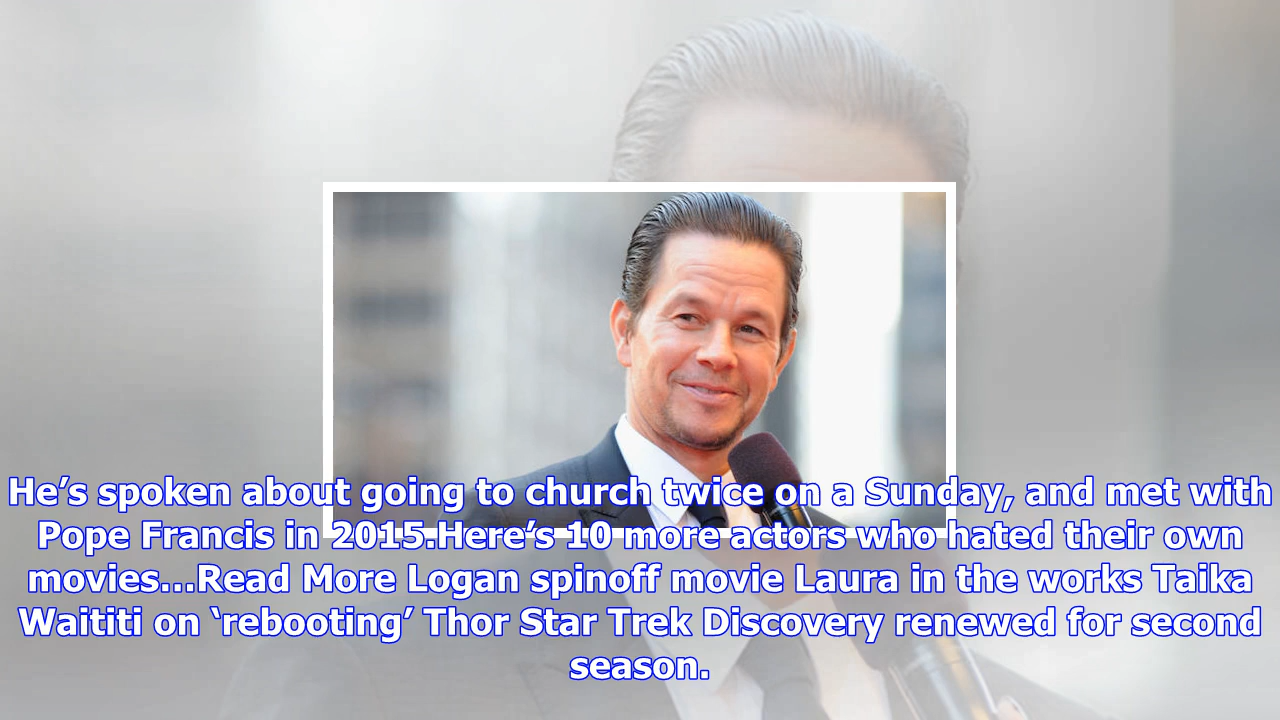 He’s spoken about going to church twice on a Sunday, and met with
Pope Francis in 2015.Here’s 10 more actors who hated their own
movies...Read More Logan spinoff movie Laura in the works Taika
Waititi on ‘rebooting’ Thor Star Trek Discovery renewed for second
season.